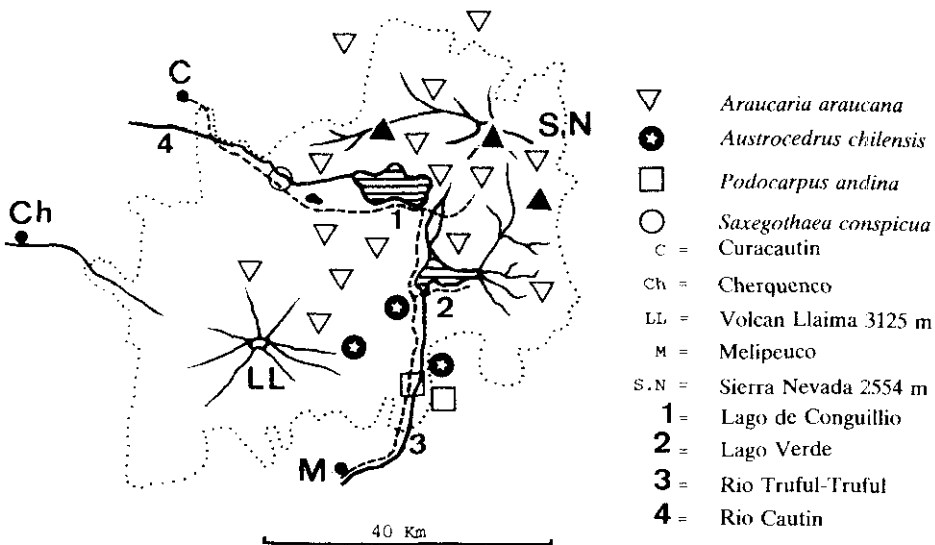 C
S.N
4
Ch
1
2
LL
3
M
40 Km
Araucaria araucana
Austrocedrus chilensis
Podocarpus andina
Saxegothaea conspicua
C = Curacautin
Ch = Cherquenco
LL = Volcan Llaima 3125 m
M = Melipeuco
S.N = Sierra Nevada 2554 m
1= Lago de Conguillio
2= Lago Verde
3= Rio Truful-Truful
4= Rio Cautin